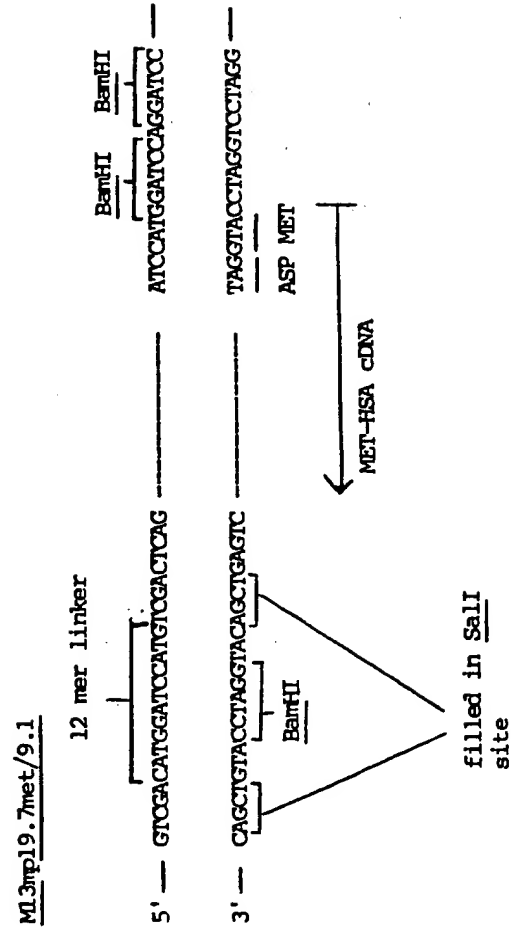 M13mp19.7met/9.1
12 mer linker
BamHI BamHI
5' — GTCGACATGGATCCATGTCGACTCAG ——— ATCCATGGATCCAGGATCC —
3' — CAGCTGTACCTAGGTACAGCTGAGTC ——— TAGGTACCTAGGTCCTAGG —
BamHI
ASP MET
MET-HSA cDNA
filled in SalI
site